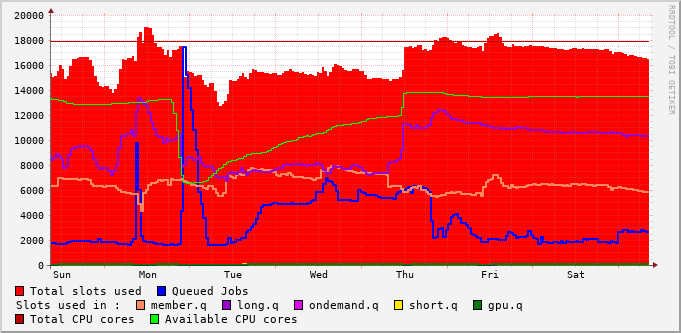 RRDTOOL / TOBI OETIKER
20000
18000
16000
14000
12000
10000
8000
6000
4000
2000
0
Sun Mon Tue Wed Thu Fri Sat
Total slots used Queued Jobs
Slots used in : member.q long.q ondemand.q short.q gpu.q
Total CPU cores Available CPU cores